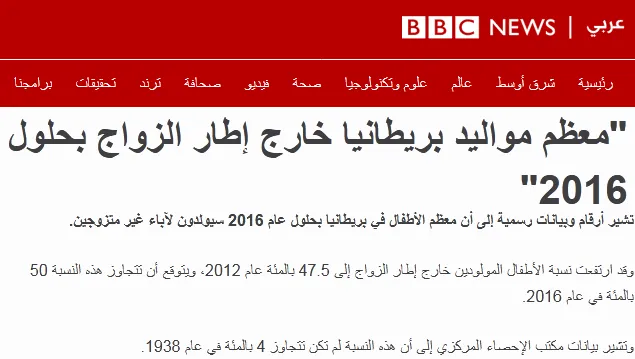 BBC NEWS | عربي
رئيسية شرق أوسط عالم علوم وتكنولوجيا صحة فيديو صحافة ترند تحقيقات برامجنا
"معظم مواليد بريطانيا خارج إطار الزواج بحلول
2016"
تشير أرقام وبيانات رسمية إلى أن معظم الأطفال في بريطانيا بحلول عام 2016 سيولدون لآباء غير متزوجين.
وقد ارتفعت نسبة الأطفال المولودين خارج إطار الزواج إلى 47.5 بالمئة عام 2012، ويتوقع أن تتجاوز هذه النسبة 50
بالمئة في عام 2016.
وتشير بيانات مكتب الإحصاء المركزي إلى أن هذه النسبة لم تكن تتجاوز 4 بالمئة في عام 1938.